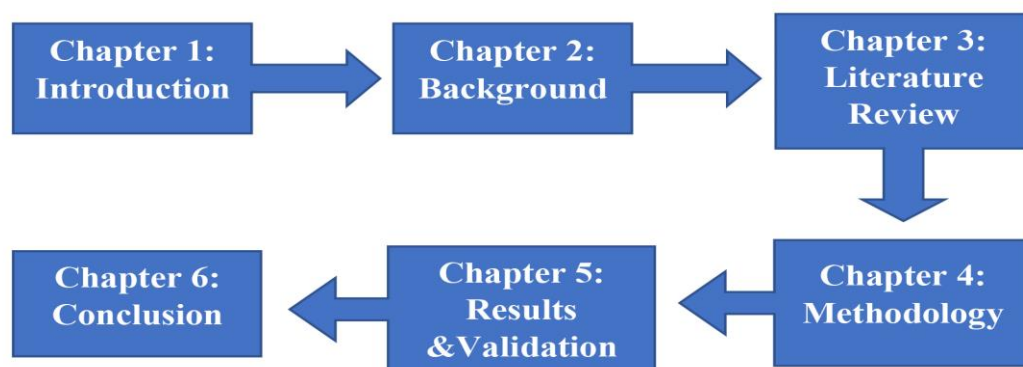 Chapter 1:
Introduction
Chapter 2:
Background
Chapter 3:
Literature
Review
Chapter 4:
Methodology
Chapter 5:
Results
&Validation
Chapter 6:
Conclusion